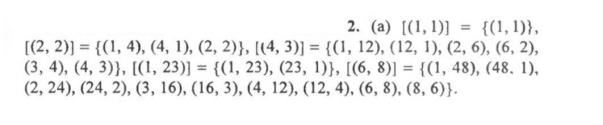 2. (a) [(1, 1)] = {(1, 1)},
[(2, 2)] = {(1, 4), (4, 1), (2, 2)}, [(4, 3)] = {(1, 12), (12, 1), (2, 6), (6, 2),
(3, 4), (4, 3)}, [(1, 23)] = {(1, 23), (23, 1)}, [(6, 8)] = {(1, 48), (48. 1),
(2, 24), (24, 2), (3, 16), (16, 3), (4, 12), (12, 4), (6, 8), (8, 6)}.